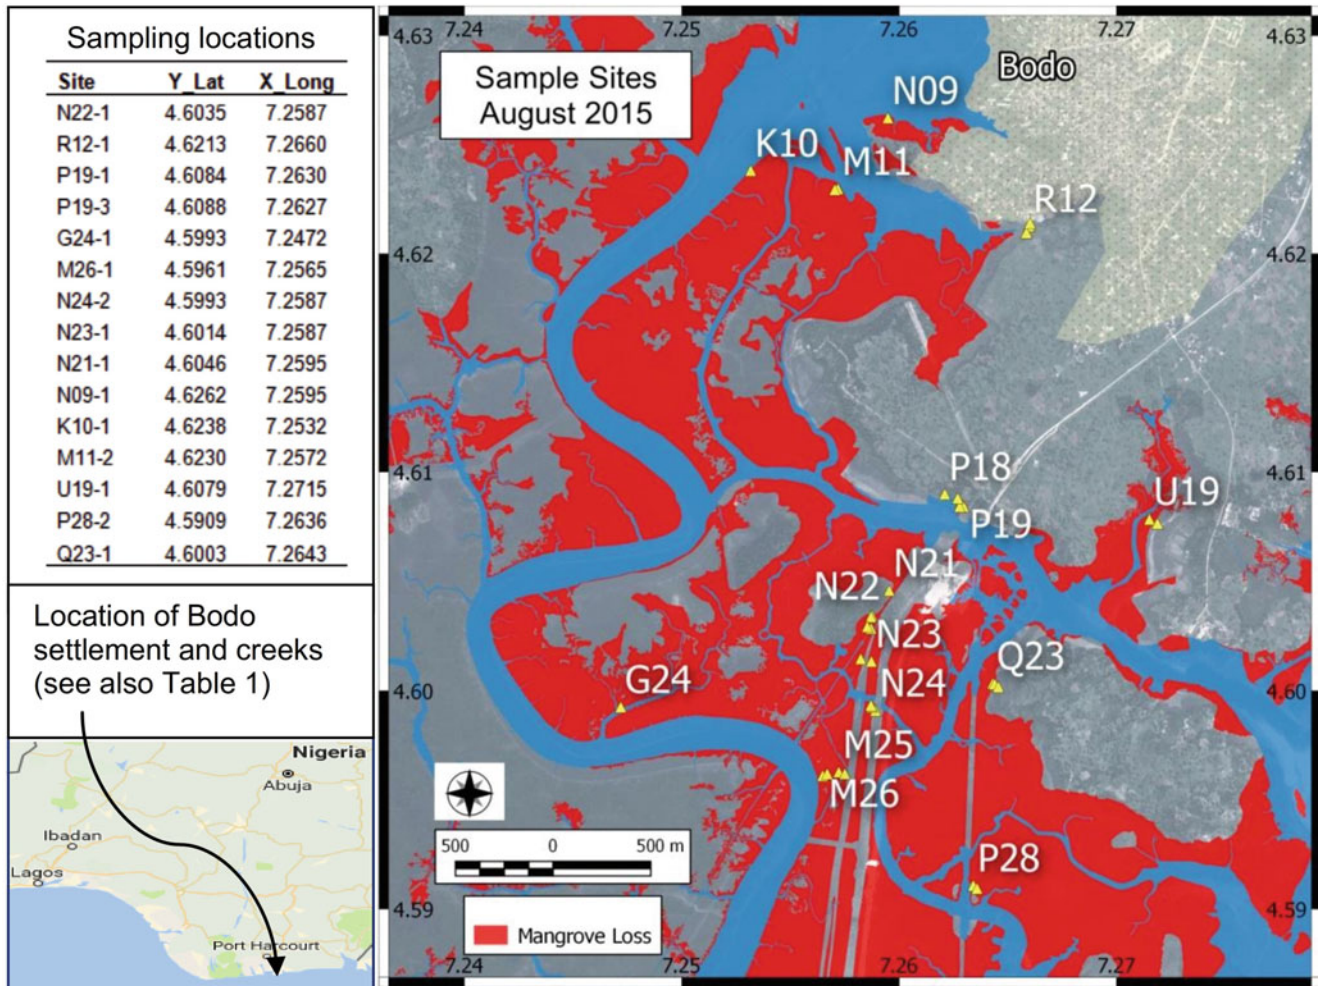 Sampling locations
Site Y_Lat X_Long
N22-1 4.6035 7.2587
R12-1 4.6213 7.2660
P19-1 4.6084 7.2630
P19-3 4.6088 7.2627
G24-1 4.5993 7.2472
M26-1 4.5961 7.2565
N24-2 4.5993 7.2587
N23-1 4.6014 7.2587
N21-1 4.6046 7.2595
N09-1 4.6262 7.2595
K10-1 4.6238 7.2532
M11-2 4.6230 7.2572
U19-1 4.6079 7.2715
P28-2 4.5909 7.2636
Q23-1 4.6003 7.2643
Location of Bodo
settlement and creeks
(see also Table 1)
Nigeria
Abuja
Ibadan
Lagos
Port Harcourt
7.24 7.25 7.26 7.27
4.63 4.63
Sample Sites
August 2015
Bodo
N09
K10
M11
R12
4.62 4.62
4.61 4.61
P18
U19
P19
N21
N22
N23
Q23
G24
N24
4.60 4.60
M25
M26
500 0 500 m
P28
4.59 4.59
Mangrove Loss
7.24 7.25 7.26 7.27